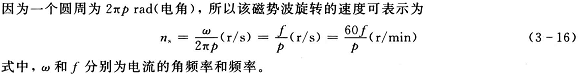 因为一个圆周为 2πp rad(电角)，所以该磁势波旋转的速度可表示为
nₛ = ω/2πp (r/s) = f/p (r/s) = 60f/p (r/min) (3-16)
式中，ω 和 f 分别为电流的角频率和频率。